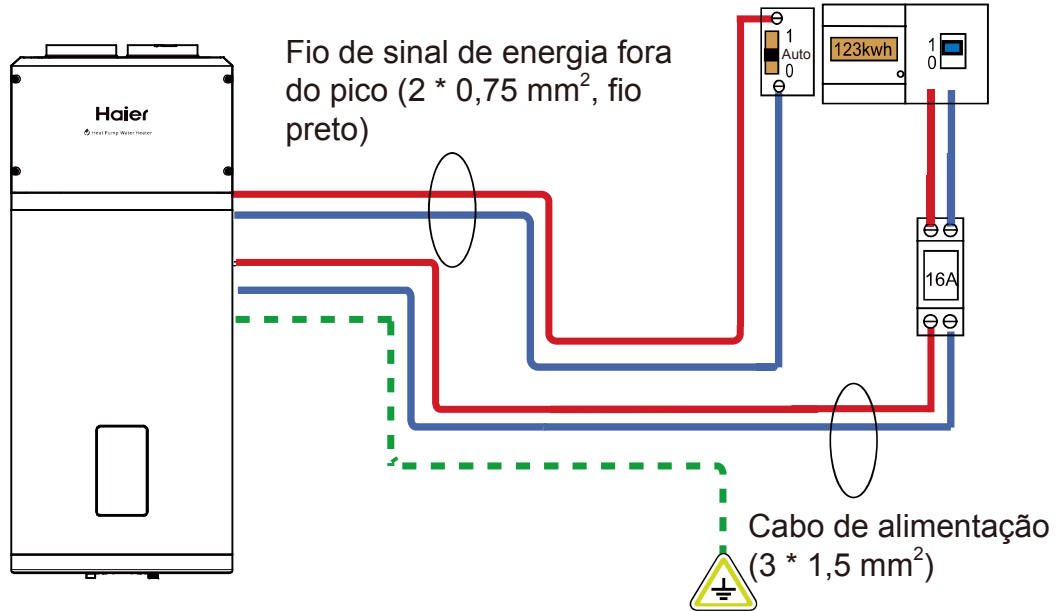 Fio de sinal de energia fora
do pico (2 * 0,75 mm², fio
preto)
1
Auto
0
123kwh
1
0
Haier
Heat Pump Water Heater
16A
Cabo de alimentação
(3 * 1,5 mm²)